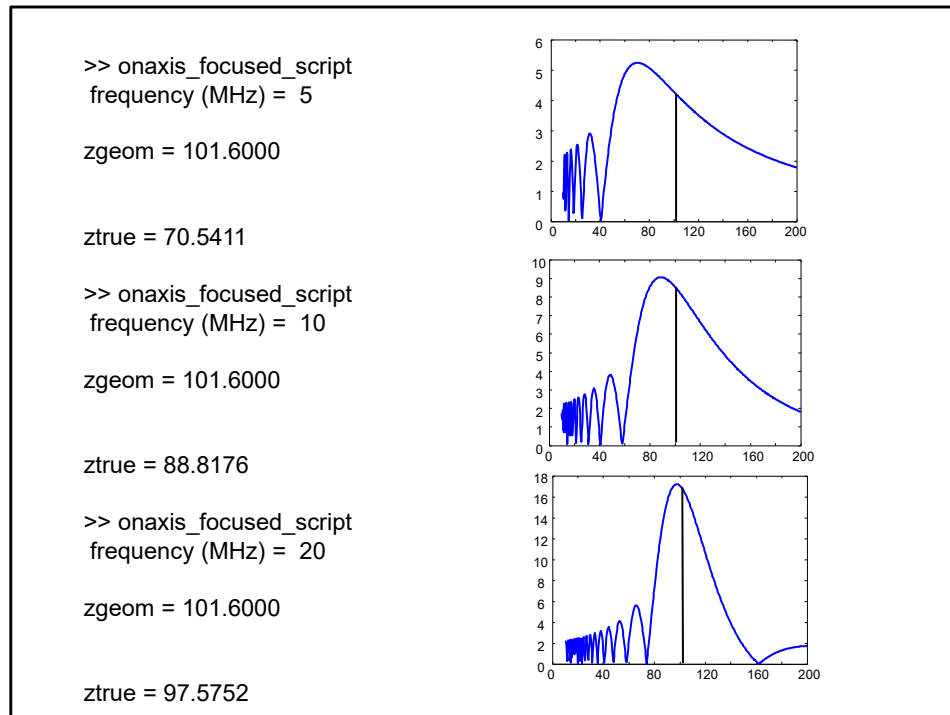 >> onaxis_focused_script
frequency (MHz) = 5
zgeom = 101.6000
ztrue = 70.5411
>> onaxis_focused_script
frequency (MHz) = 10
zgeom = 101.6000
ztrue = 88.8176
>> onaxis_focused_script
frequency (MHz) = 20
zgeom = 101.6000
ztrue = 97.5752
6
5
4
3
2
1
0
0 40 80 120 160 200
10
9
8
7
6
5
4
3
2
1
0
0 40 80 120 160 200
18
16
14
12
10
8
6
4
2
0
0 40 80 120 160 200